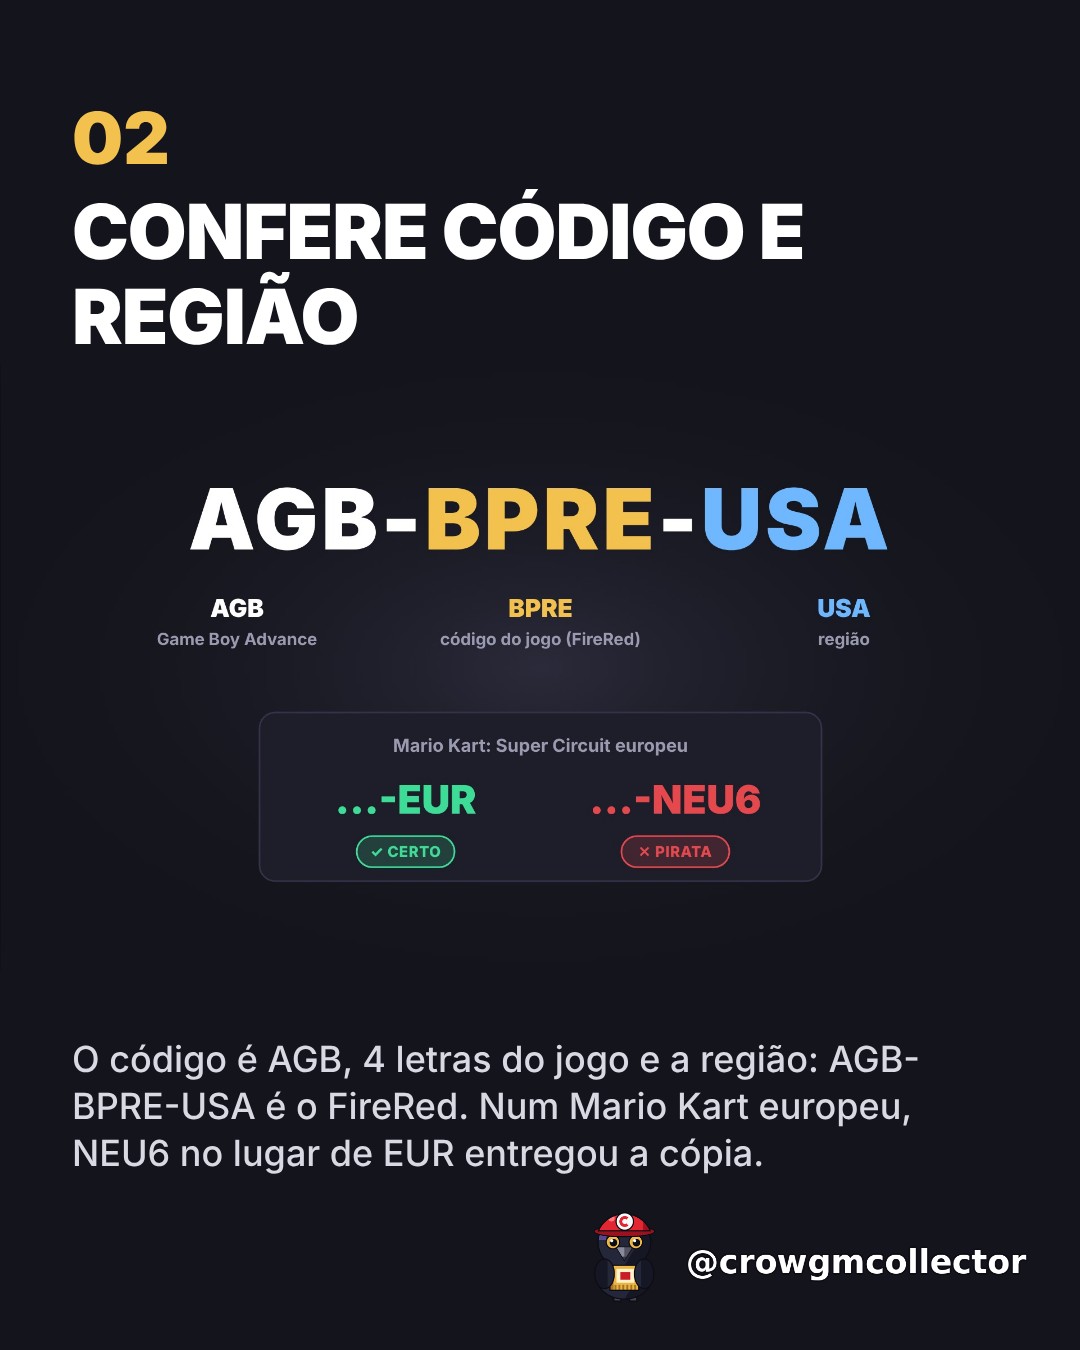 02
CONFERE CÓDIGO E
REGIÃO
AGB-BPRE-USA
AGB BPRE USA
Game Boy Advance código do jogo (FireRed) região
Mario Kart: Super Circuit europeu
...-EUR ...-NEU6
✓ CERTO ✕ PIRATA
O código é AGB, 4 letras do jogo e a região: AGB-
BPRE-USA é o FireRed. Num Mario Kart europeu,
NEU6 no lugar de EUR entregou a cópia.
C
@crowgmcollector